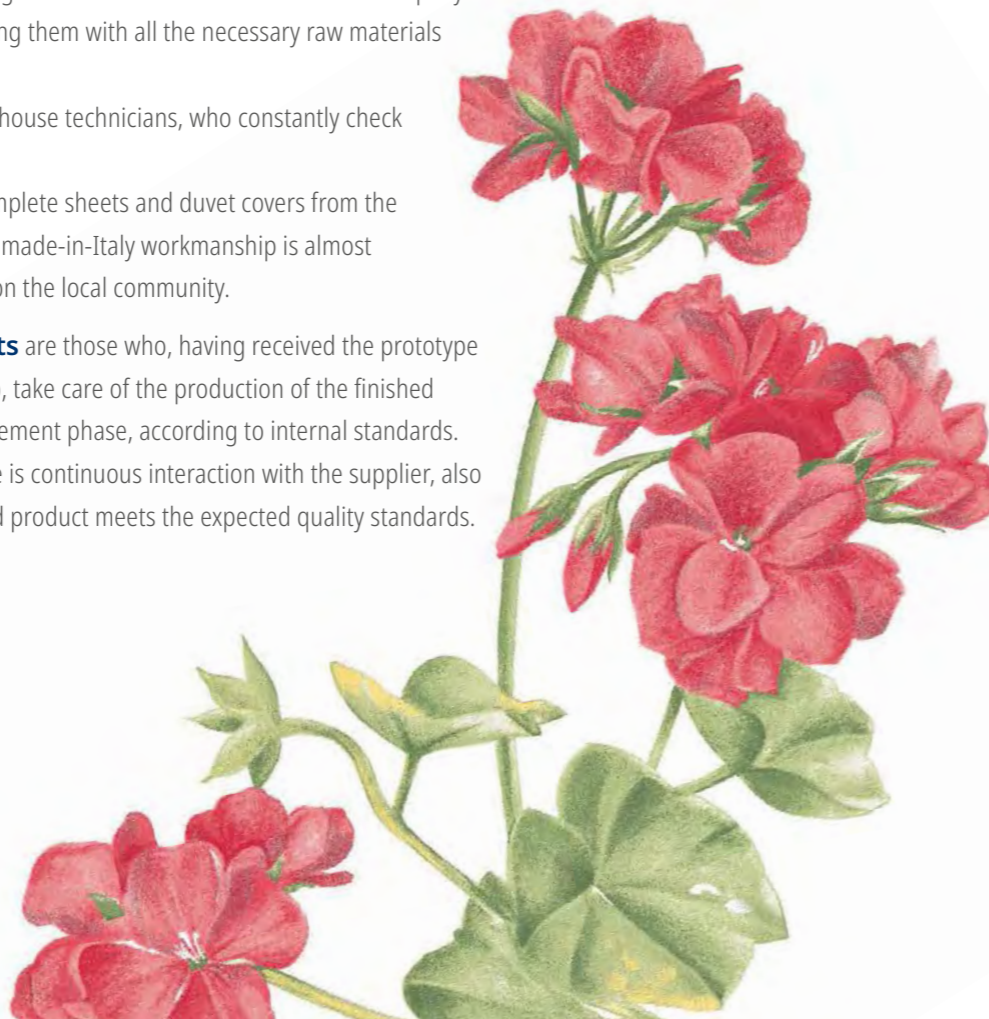 ng them with all the necessary raw materials
house technicians, who constantly check
mplete sheets and duvet covers from the
made-in-Italy workmanship is almost
on the local community.
ts are those who, having received the prototype
, take care of the production of the finished
ement phase, according to internal standards.
e is continuous interaction with the supplier, also
d product meets the expected quality standards.